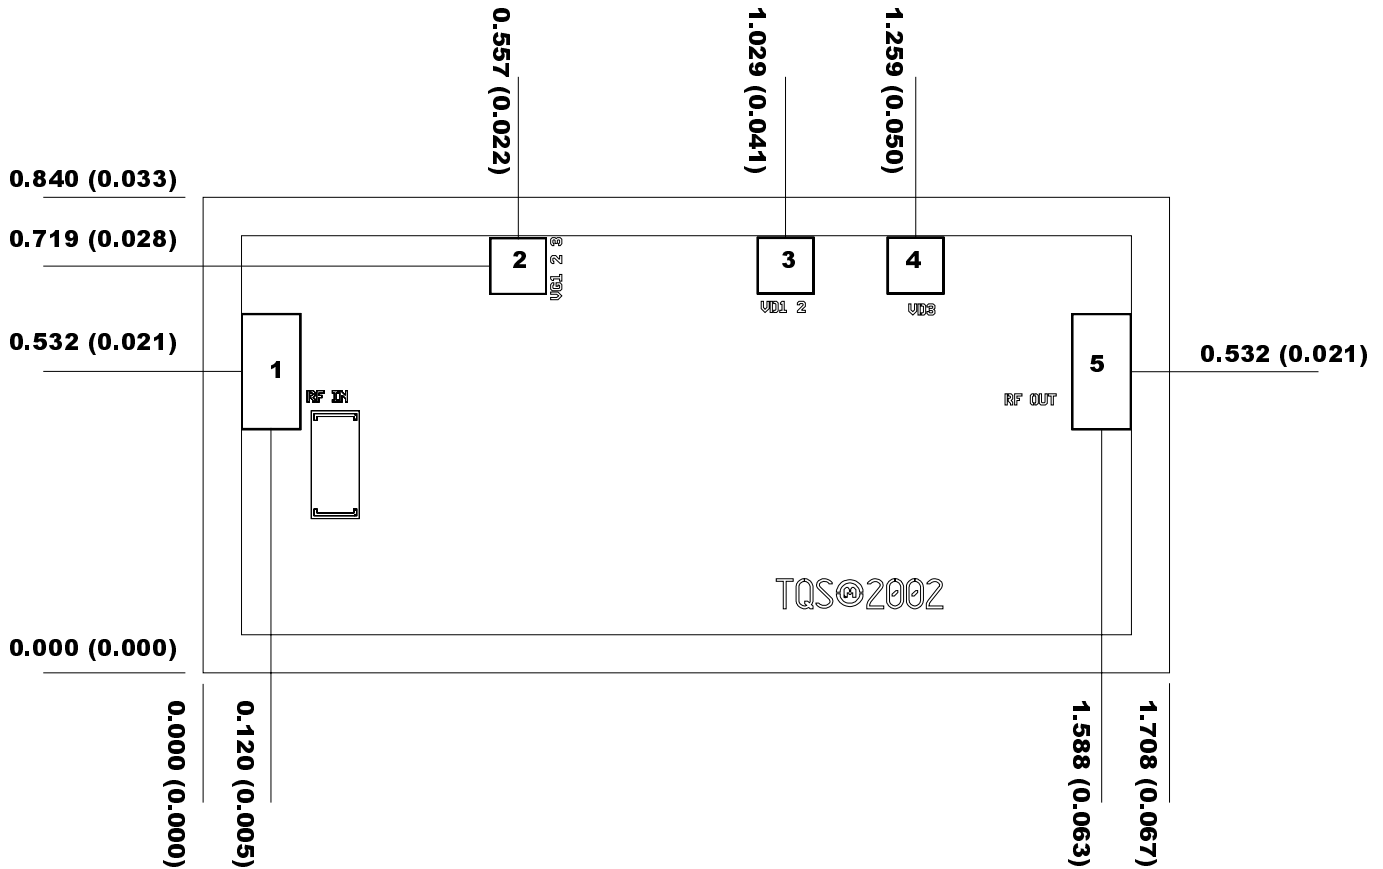 0.557 (0.022)
1.029 (0.041)
1.259 (0.050)
0.840 (0.033)
0.719 (0.028)
2
VG1 2 3
3
4
VD1 2
VD3
0.532 (0.021)
1
5
0.532 (0.021)
RF IN
RF OUT
TQSⓂ2002
0.000 (0.000)
0.000 (0.000)
0.120 (0.005)
1.588 (0.063)
1.708 (0.067)